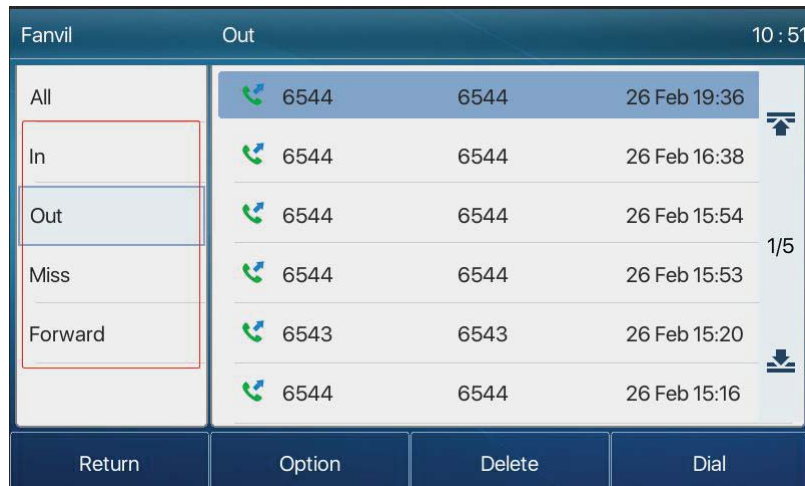 Fanvil Out 10:51
All
In
Out
Miss
Forward
6544 6544 26 Feb 19:36
6544 6544 26 Feb 16:38
6544 6544 26 Feb 15:54
6544 6544 26 Feb 15:53
6543 6543 26 Feb 15:20
6544 6544 26 Feb 15:16
1/5
Return Option Delete Dial